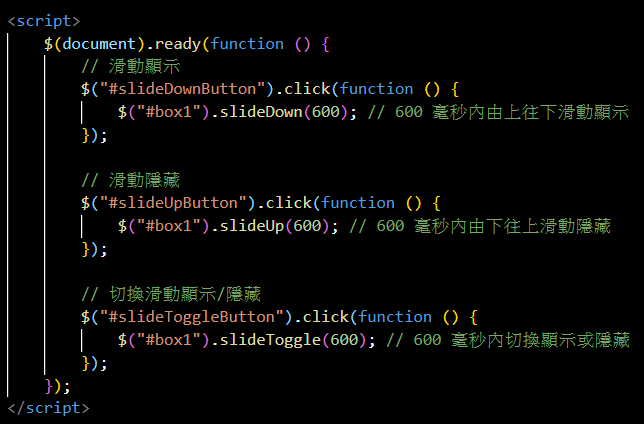 <script>
$(document).ready(function () {
// 滑動顯示
$("#slideDownButton").click(function () {
$("#box1").slideDown(600); // 600 毫秒內由上往下滑動顯示
});
// 滑動隱藏
$("#slideUpButton").click(function () {
$("#box1").slideUp(600); // 600 毫秒內由下往上滑動隱藏
});
// 切換滑動顯示/隱藏
$("#slideToggleButton").click(function () {
$("#box1").slideToggle(600); // 600 毫秒內切換顯示或隱藏
});
});
</script>